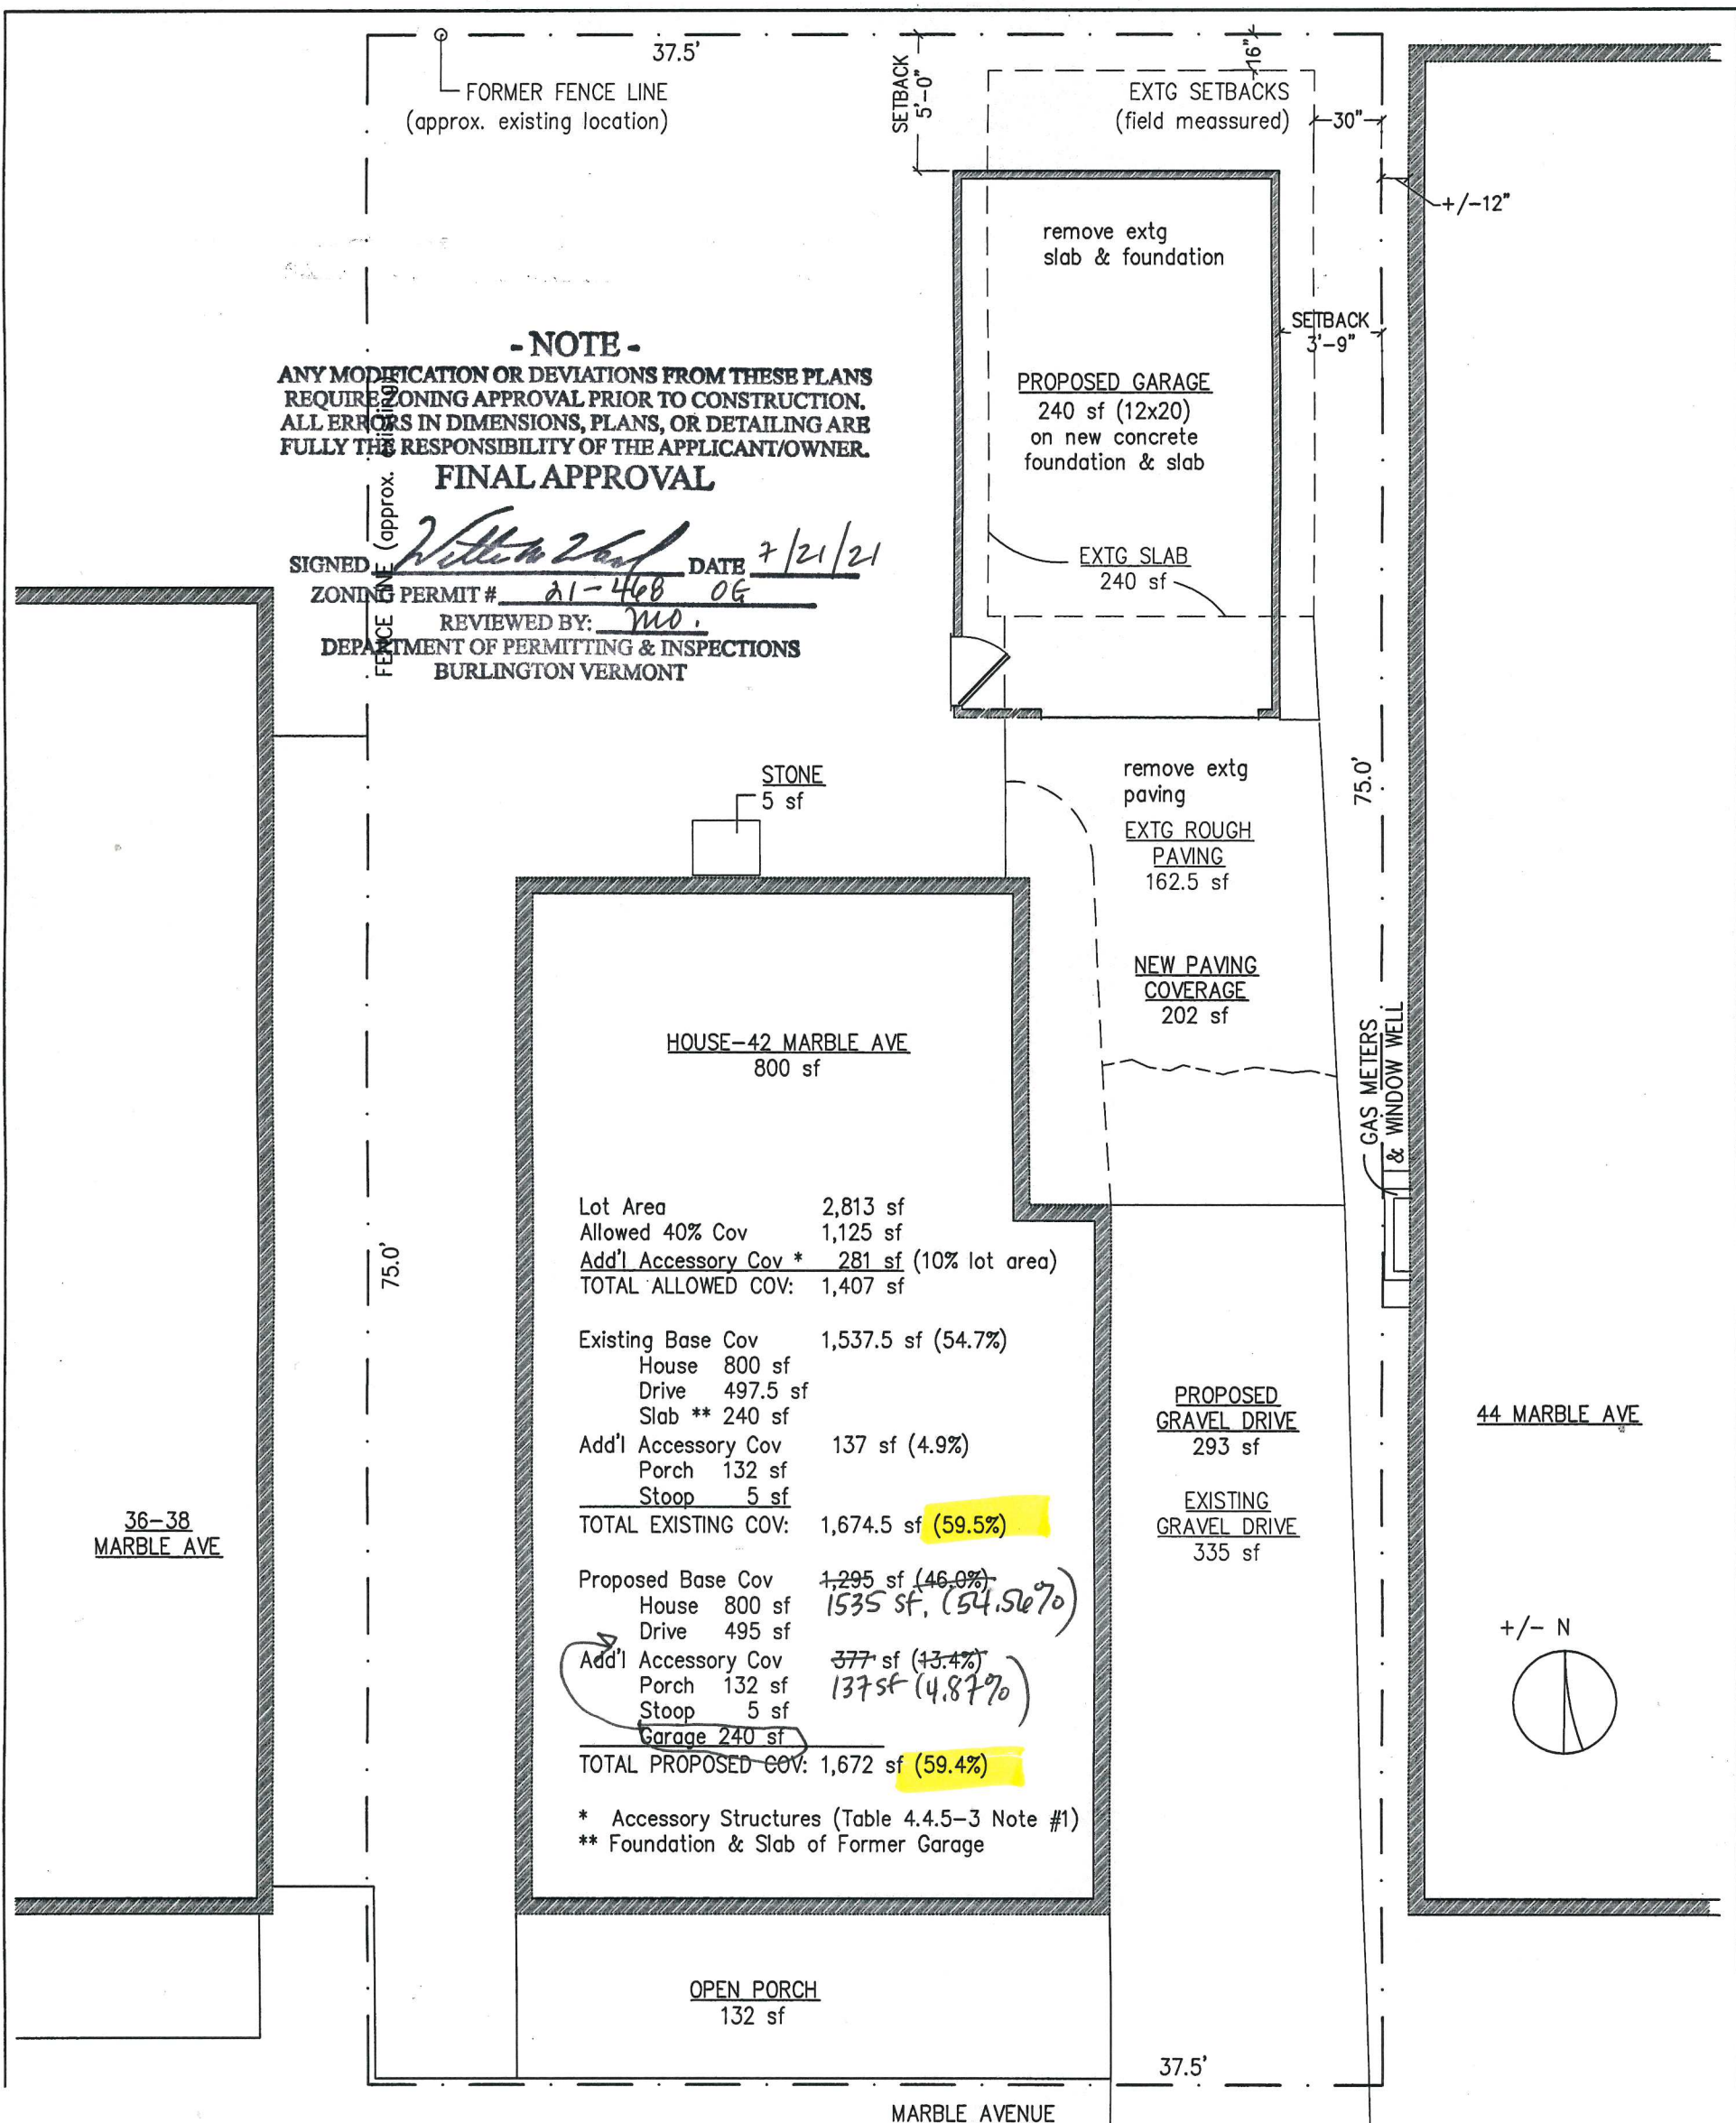 37.5'
FORMER FENCE LINE
(approx. existing location)
SETBACK
5'-0"
16"
EXTG SETBACKS
(field meassured)
30"
+/-12"
remove extg
slab & foundation
SETBACK
3'-9"
PROPOSED GARAGE
240 sf (12x20)
on new concrete
foundation & slab
EXTG SLAB
240 sf
- NOTE -
ANY MODIFICATION OR DEVIATIONS FROM THESE PLANS
REQUIRE ZONING APPROVAL PRIOR TO CONSTRUCTION.
ALL ERRORS IN DIMENSIONS, PLANS, OR DETAILING ARE
FULLY THE RESPONSIBILITY OF THE APPLICANT/OWNER.
FINAL APPROVAL
SIGNED DATE 7/21/21
ZONING PERMIT # 21-468 OG
REVIEWED BY: MO.
DEPARTMENT OF PERMITTING & INSPECTIONS
BURLINGTON VERMONT
FENCE LINE (approx. existing)
STONE
5 sf
remove extg
paving
EXTG ROUGH
PAVING
162.5 sf
75.0'
NEW PAVING
COVERAGE
202 sf
GAS METERS
& WINDOW WELL
HOUSE-42 MARBLE AVE
800 sf
75.0'
Lot Area 2,813 sf
Allowed 40% Cov 1,125 sf
Add'l Accessory Cov * 281 sf (10% lot area)
TOTAL ALLOWED COV: 1,407 sf
Existing Base Cov 1,537.5 sf (54.7%)
House 800 sf
Drive 497.5 sf
Slab ** 240 sf
Add'l Accessory Cov 137 sf (4.9%)
Porch 132 sf
Stoop 5 sf
TOTAL EXISTING COV: 1,674.5 sf (59.5%)
Proposed Base Cov 1,295 sf (46.0%)
House 800 sf 1535 sf. (54.56%)
Drive 495 sf
Add'l Accessory Cov 377 sf (13.4%)
Porch 132 sf 137 sf (4.87%)
Stoop 5 sf
Garage 240 sf
TOTAL PROPOSED COV: 1,672 sf (59.4%)
* Accessory Structures (Table 4.4.5-3 Note #1)
** Foundation & Slab of Former Garage
PROPOSED
GRAVEL DRIVE
293 sf
EXISTING
GRAVEL DRIVE
335 sf
44 MARBLE AVE
36-38
MARBLE AVE
+/- N
OPEN PORCH
132 sf
37.5'
MARBLE AVENUE